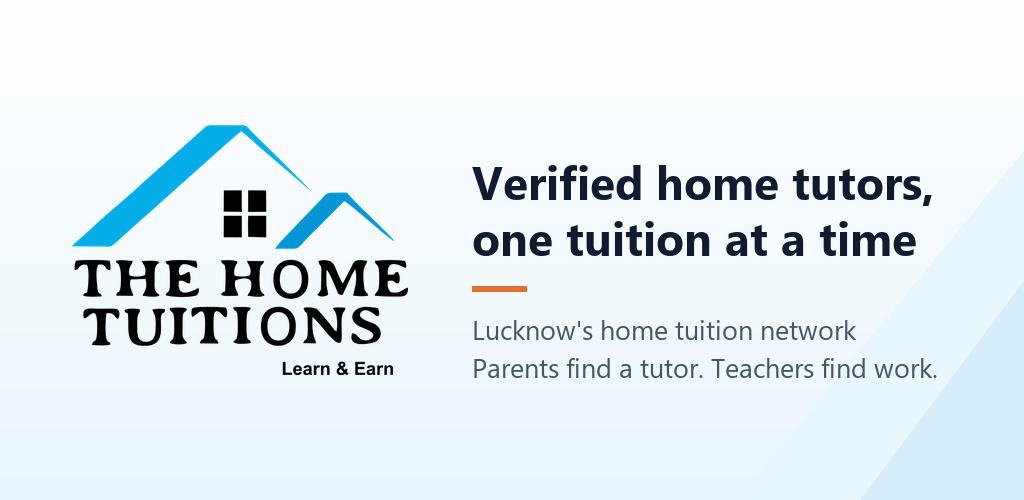 THE HOME
TUITIONS
Learn & Earn
Verified home tutors,
one tuition at a time
Lucknow's home tuition network
Parents find a tutor. Teachers find work.